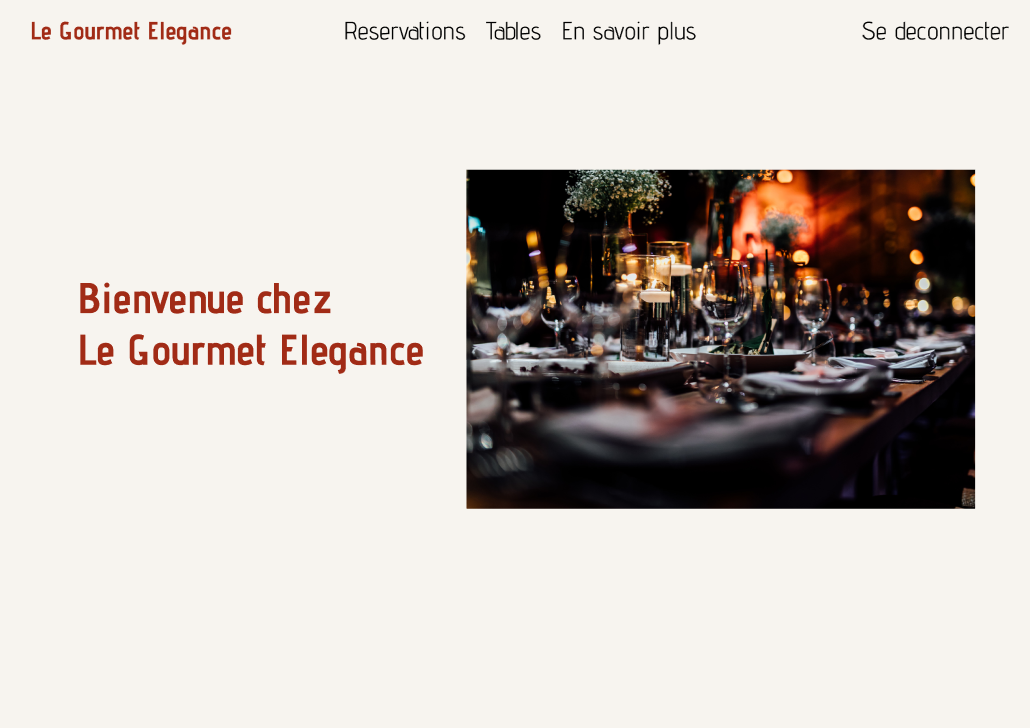 Le Gourmet Elegance
Reservations Tables En savoir plus
Se deconnecter
Bienvenue chez
Le Gourmet Elegance